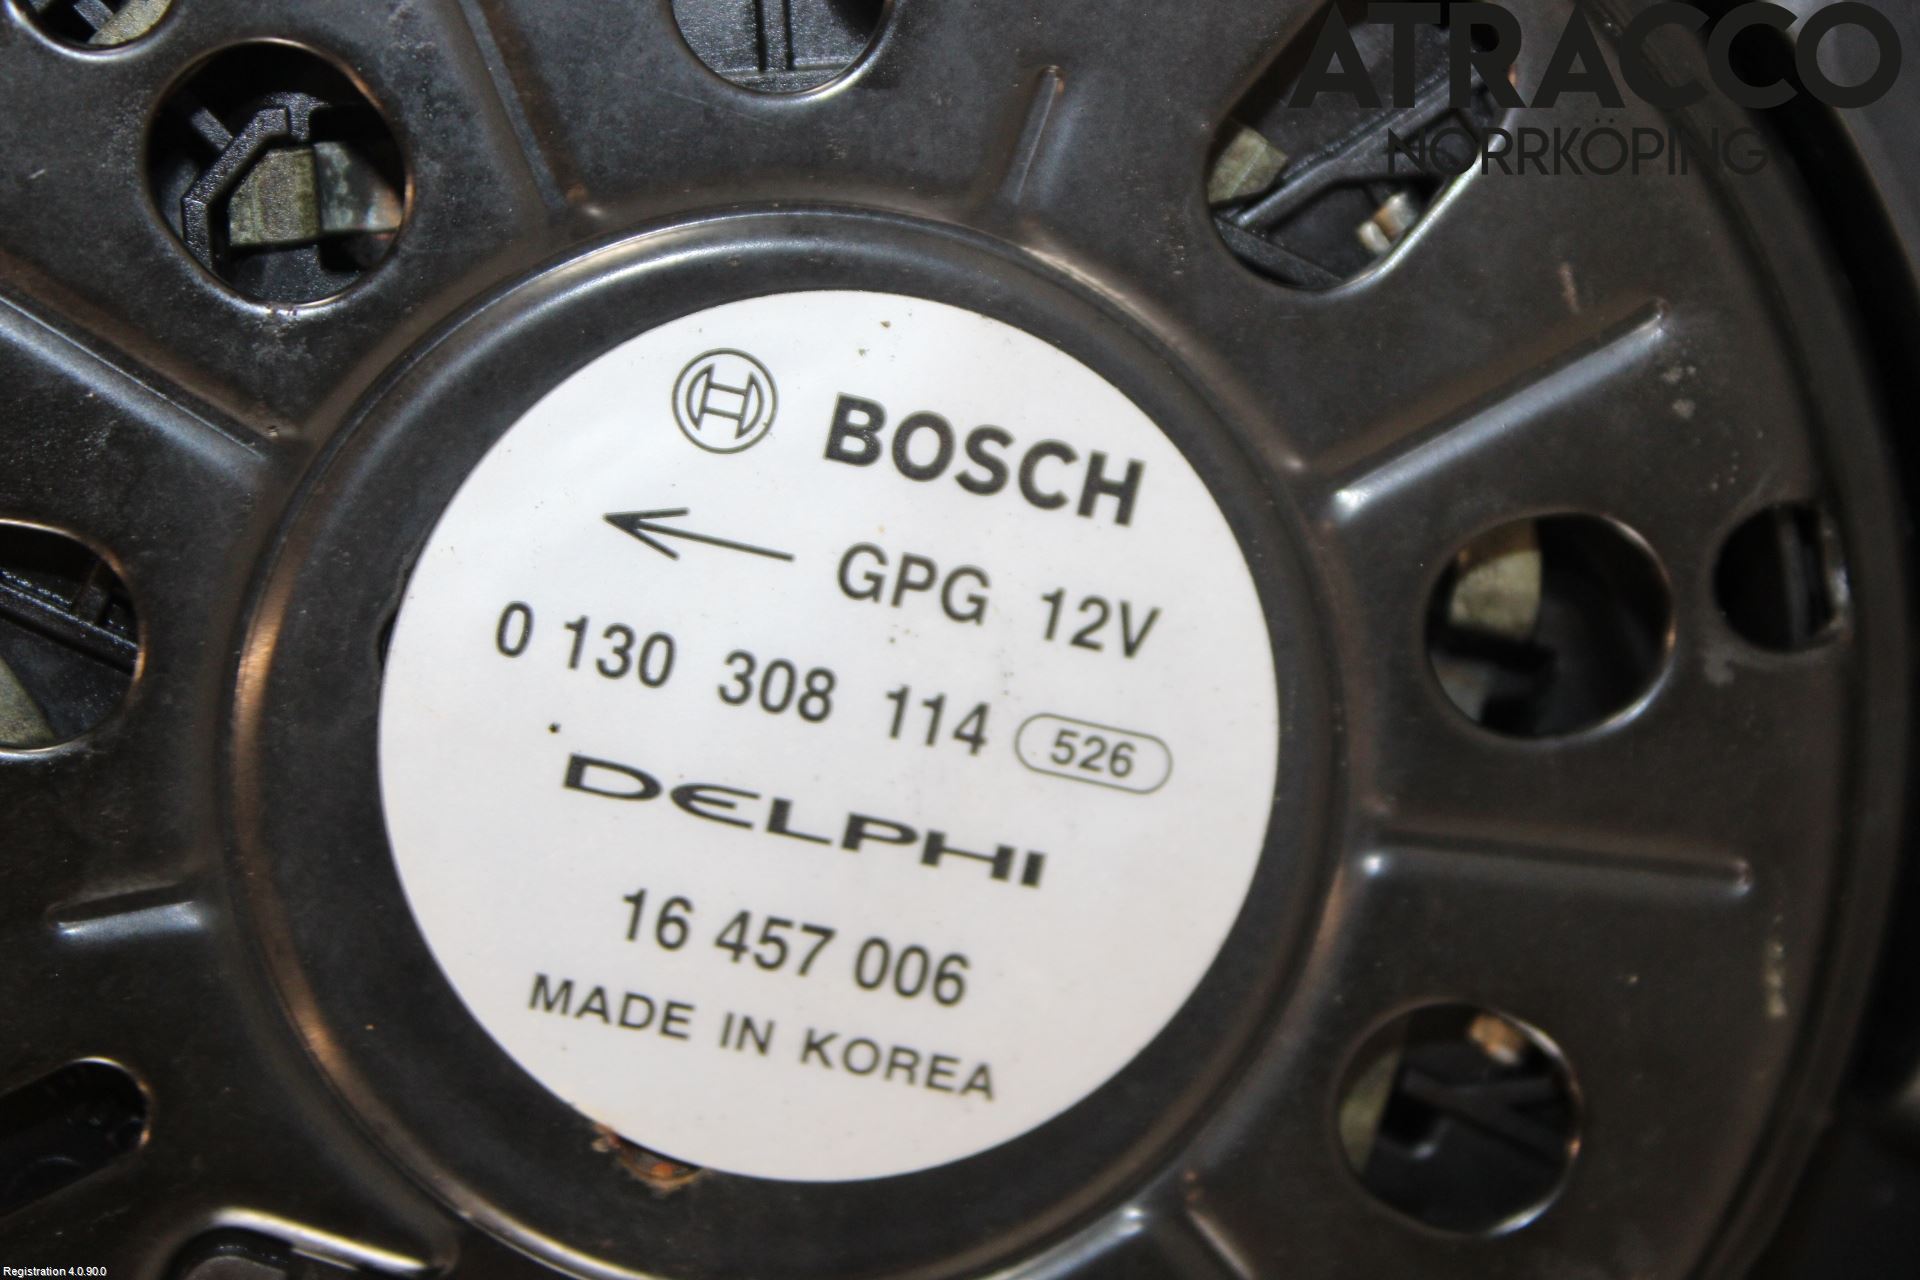 ATRACCO
NORRKÖPING
BOSCH
GPG 12V
0 130 308 114 526
DELPHI
16 457 006
MADE IN KOREA
Registration 4.0.90.0